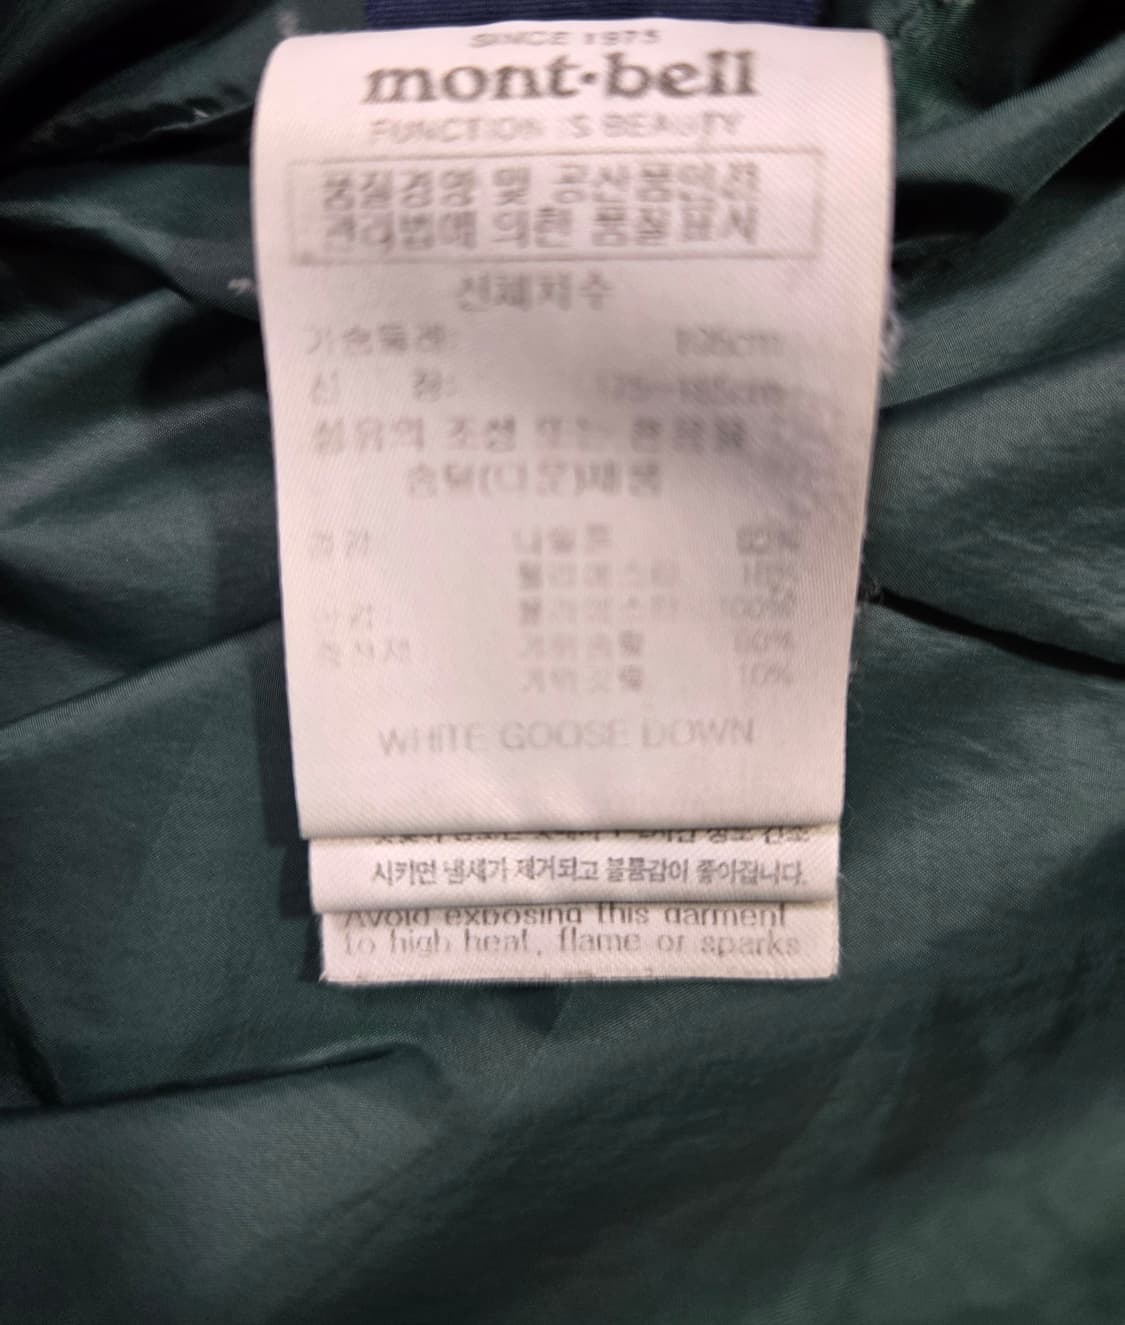 SINCE 1975
mont·bell
FUNCTION IS BEAUTY
품질경영 및 공산품안전
관리법에 의한 품질표시
신체치수
가슴둘레:
신 장: 175~185cm
섬유의 조성 또는 혼용율
솜털(다운)제품
겉감 나일론
폴리에스터
안감: 폴리에스터 100%
충전재 거위솜털 90%
거위깃털 10%
WHITE GOOSE DOWN
시키면 냄새가 제거되고 볼륨감이 좋아집니다.
Avoid exposing this garment
to high heat, flame or sparks